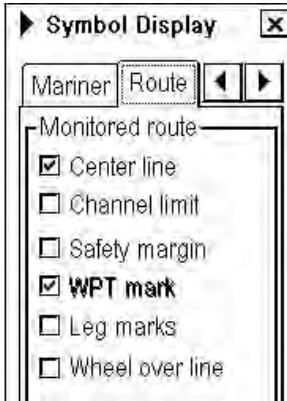 Symbol Display
Mariner Route
Monitored route
Center line
Channel limit
Safety margin
WPT mark
Leg marks
Wheel over line